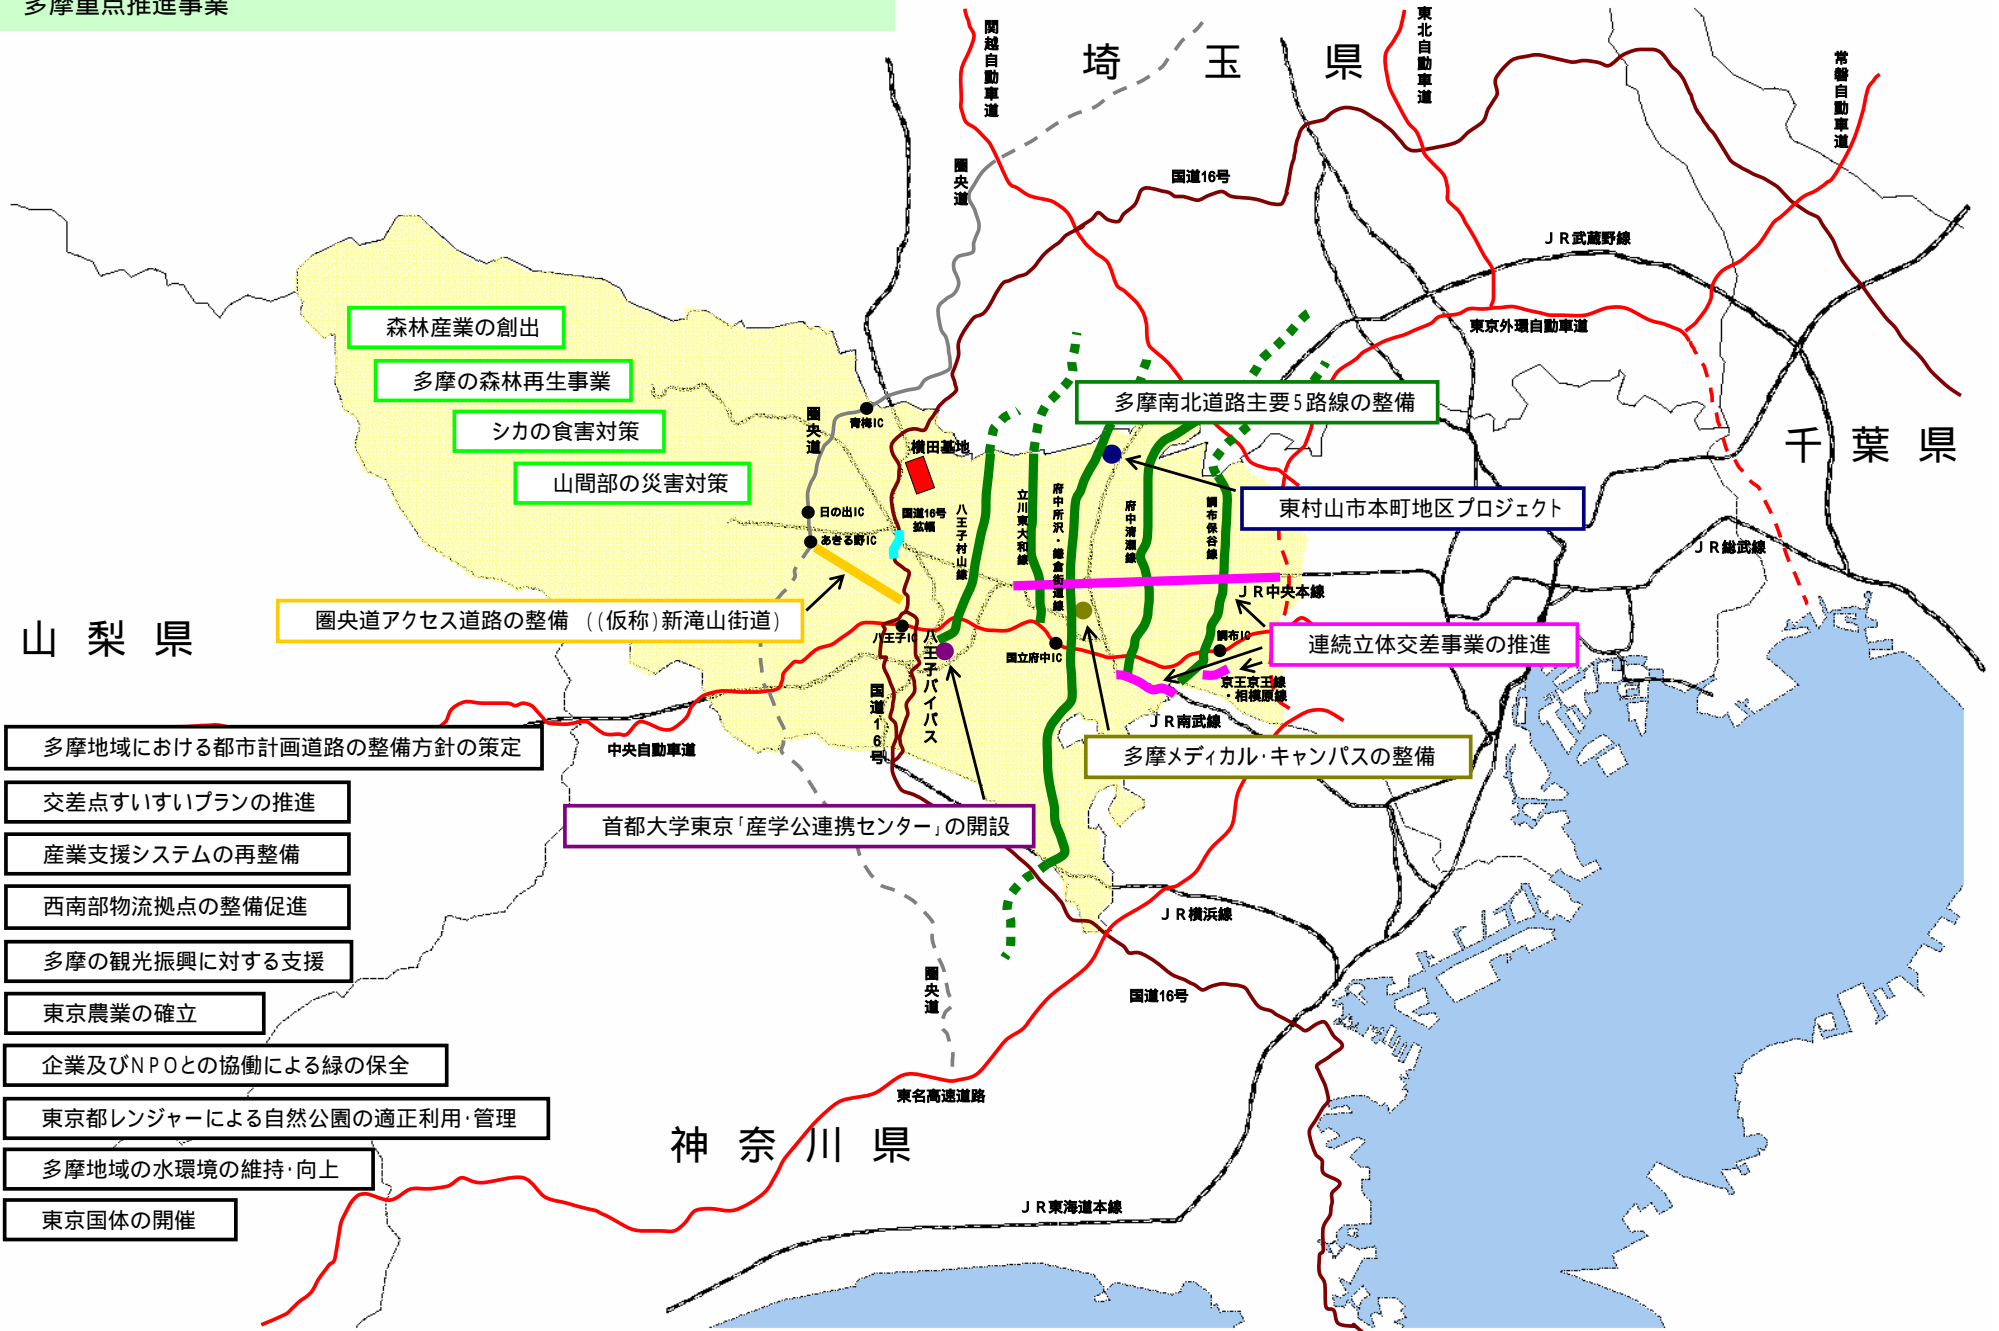 多摩重点推進事業
関越自動車道
埼玉県
東北自動車道
常磐自動車道
圏央道
国道16号
JR武蔵野線
東京外環自動車道
森林産業の創出
多摩の森林再生事業
シカの食害対策
山間部の災害対策
圏央道
青梅IC
横田基地
多摩南北道路主要5路線の整備
千葉県
日の出IC
あきる野IC
国道16号
拡幅
八王子村山線
立川東大和線
府中所沢・鎌倉街道線
府中清瀬線
調布保谷線
東村山市本町地区プロジェクト
JR総武線
JR中央本線
圏央道アクセス道路の整備 ((仮称)新滝山街道)
山梨県
八王子IC
八王子バイパス
国立府中IC
調布IC
連続立体交差事業の推進
京王京王線
・相模原線
国道16号
JR南武線
中央自動車道
多摩メディカル・キャンパスの整備
首都大学東京「産学公連携センター」の開設
多摩地域における都市計画道路の整備方針の策定
交差点すいすいプランの推進
産業支援システムの再整備
西南部物流拠点の整備促進
多摩の観光振興に対する支援
東京農業の確立
企業及びNPOとの協働による緑の保全
東京都レンジャーによる自然公園の適正利用・管理
多摩地域の水環境の維持・向上
東京国体の開催
JR横浜線
圏央道
国道16号
東名高速道路
神奈川県
JR東海道本線